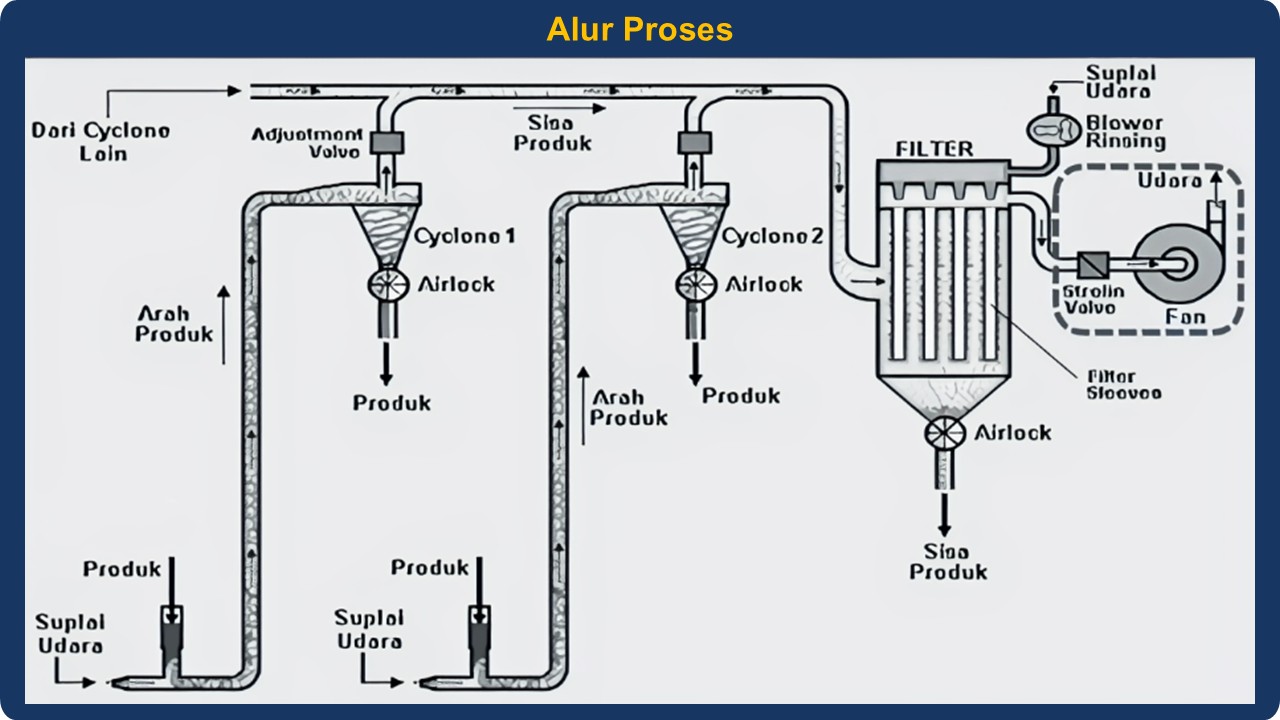 Alur Proses
Dari Cyclone
Lain
Adjustment
Valve
Sisa
Produk
FILTER
Suplai
Udara
Blower
Rinsing
Udara
Cyclone 1
Cyclone 2
Airlock
Airlock
Arah
Produk
Fan
Valve
Produk
Arah
Produk
Produk
Filter
Sleeves
Airlock
Sisa
Produk
Produk
Produk
Suplai
Udara
Suplai
Udara